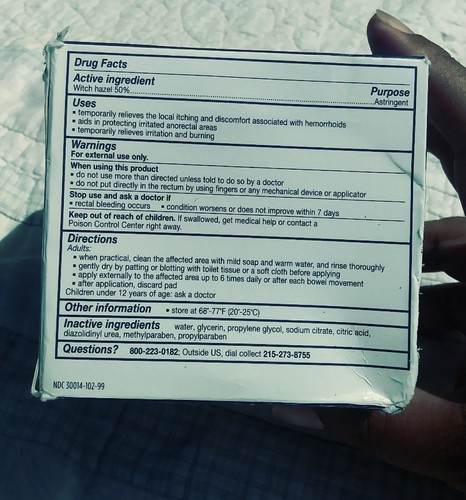 Drug Facts
Active ingredient Purpose
Witch hazel 50%..........................................................................Astringent
Uses
▪ temporarily relieves the local itching and discomfort associated with hemorrhoids
▪ aids in protecting irritated anorectal areas
▪ temporarily relieves irritation and burning
Warnings
For external use only.
When using this product
▪ do not use more than directed unless told to do so by a doctor
▪ do not put directly in the rectum by using fingers or any mechanical device or applicator
Stop use and ask a doctor if
▪ rectal bleeding occurs ▪ condition worsens or does not improve within 7 days
Keep out of reach of children. If swallowed, get medical help or contact a
Poison Control Center right away.
Directions
Adults:
▪ when practical, clean the affected area with mild soap and warm water, and rinse thoroughly
▪ gently dry by patting or blotting with toilet tissue or a soft cloth before applying
▪ apply externally to the affected area up to 6 times daily or after each bowel movement
▪ after application, discard pad
Children under 12 years of age: ask a doctor
Other information ▪ store at 68°-77°F (20°-25°C)
Inactive ingredients water, glycerin, propylene glycol, sodium citrate, citric acid,
diazolidinyl urea, methylparaben, propylparaben
Questions? 800-223-0182; Outside US, dial collect 215-273-8755
NDC 30014-102-99